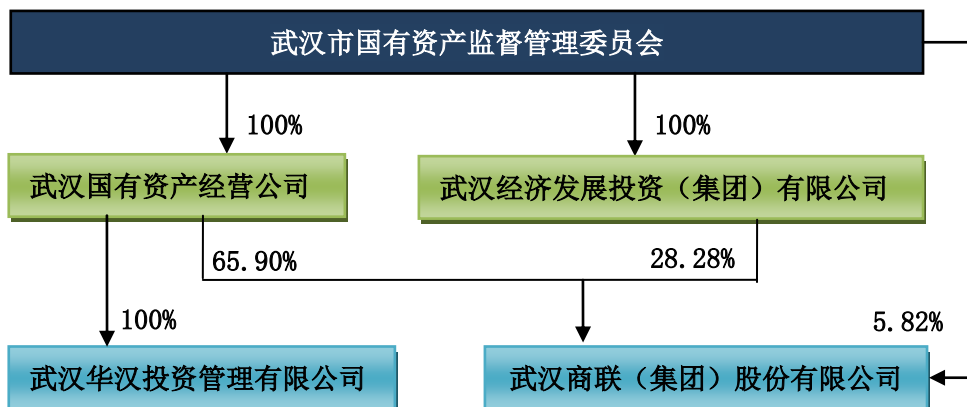 武汉市国有资产监督管理委员会
100%
100%
武汉国有资产经营公司
武汉经济发展投资（集团）有限公司
65.90%
28.28%
100%
5.82%
武汉华汉投资管理有限公司
武汉商联（集团）股份有限公司